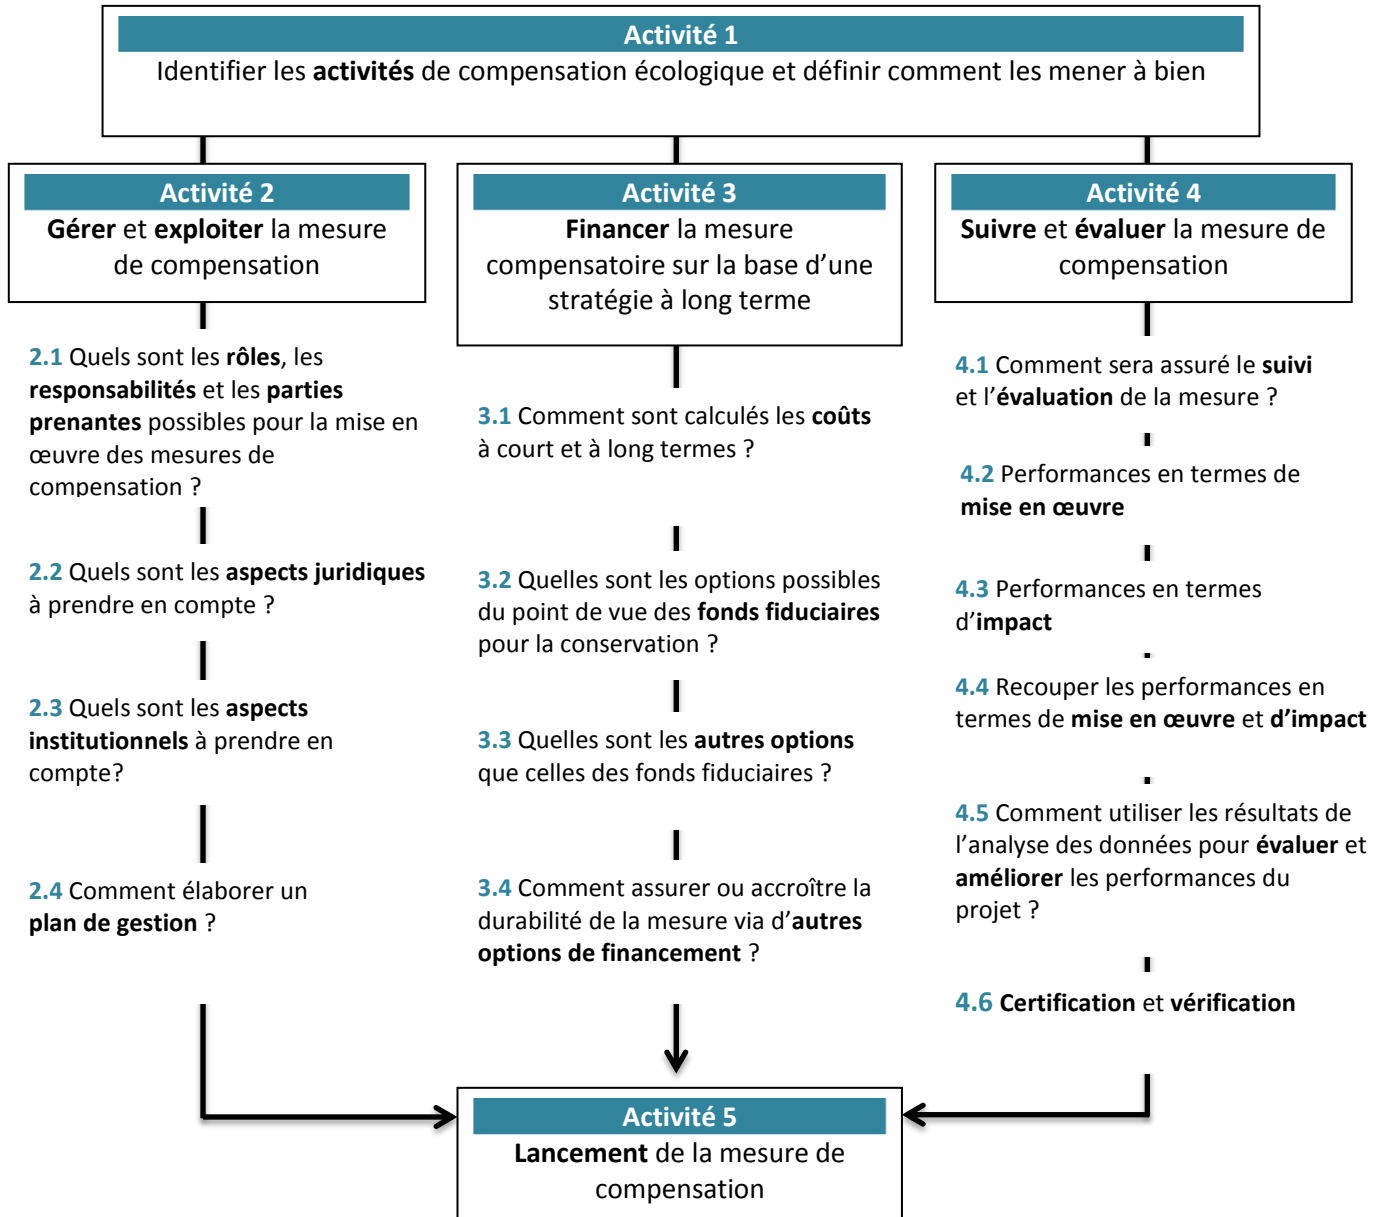 Activité 1
Identifier les activités de compensation écologique et définir comment les mener à bien
Activité 2
Gérer et exploiter la mesure
de compensation
2.1 Quels sont les rôles, les
responsabilités et les parties
prenantes possibles pour la mise en
œuvre des mesures de
compensation ?
2.2 Quels sont les aspects juridiques
à prendre en compte ?
2.3 Quels sont les aspects
institutionnels à prendre en
compte?
2.4 Comment élaborer un
plan de gestion ?
Activité 3
Financer la mesure
compensatoire sur la base d’une
stratégie à long terme
3.1 Comment sont calculés les coûts
à court et à long termes ?
3.2 Quelles sont les options possibles
du point de vue des fonds fiduciaires
pour la conservation ?
3.3 Quelles sont les autres options
que celles des fonds fiduciaires ?
3.4 Comment assurer ou accroître la
durabilité de la mesure via d’autres
options de financement ?
Activité 4
Suivre et évaluer la mesure de
compensation
4.1 Comment sera assuré le suivi
et l’évaluation de la mesure ?
4.2 Performances en termes de
mise en œuvre
4.3 Performances en termes
d’impact
4.4 Recouper les performances en
termes de mise en œuvre et d’impact
4.5 Comment utiliser les résultats de
l’analyse des données pour évaluer et
améliorer les performances du
projet ?
4.6 Certification et vérification
Activité 5
Lancement de la mesure de
compensation